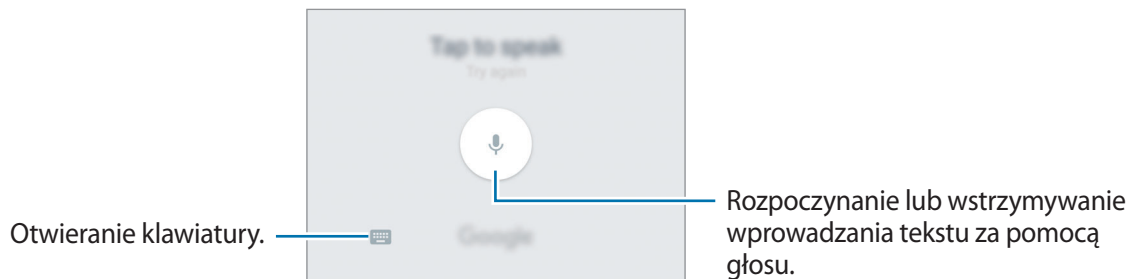 Tap to speak
Try again
Otwieranie klawiatury.
Google
Rozpoczynanie lub wstrzymywanie
wprowadzania tekstu za pomocą
głosu.